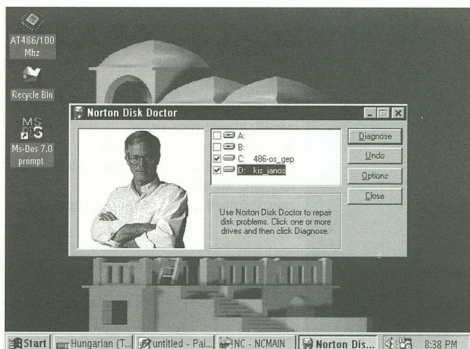 AT486/100
Mhz
Recycle Bin
MS
Ms-Dos 7.0
prompt
Norton Disk Doctor
A:
B:
C: 486-os_gep
D: kis_janos
Use Norton Disk Doctor to repair
disk problems. Click one or more
drives and then click Diagnose.
Diagnose
Undo
Options
Close
Start
Hungarian (T...
untitled - Pai...
NC - NCMAIN
Norton Dis...
8:38 PM